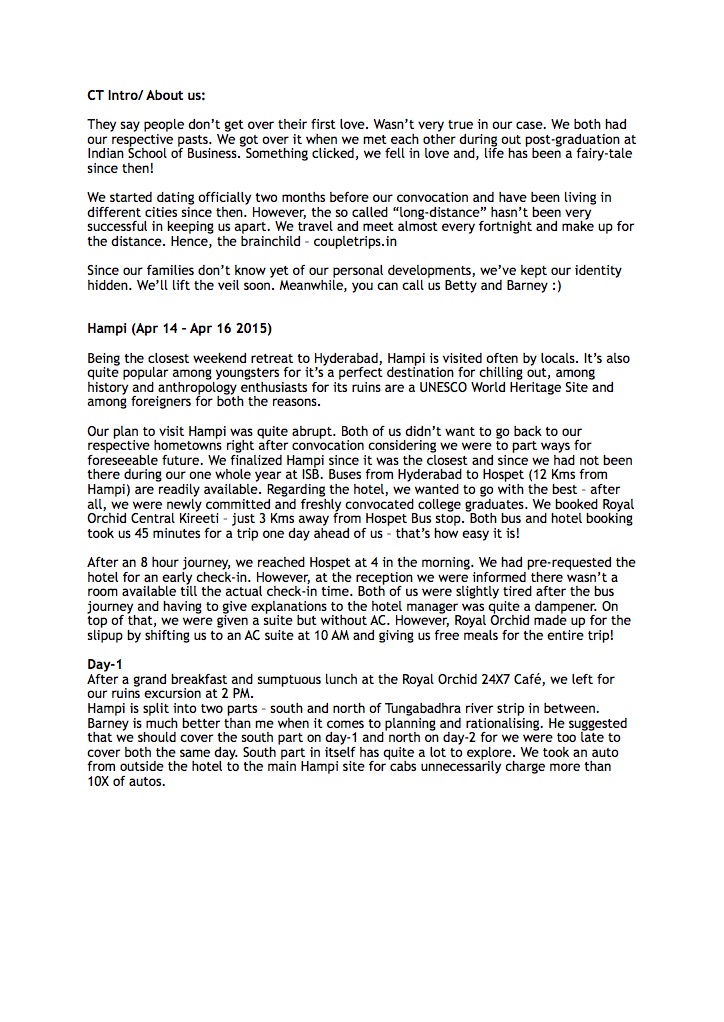 CT Intro/ About us:
They say people don’t get over their first love. Wasn’t very true in our case. We both had
our respective pasts. We got over it when we met each other during out post-graduation at
Indian School of Business. Something clicked, we fell in love and, life has been a fairy-tale
since then!
We started dating officially two months before our convocation and have been living in
different cities since then. However, the so called “long-distance” hasn’t been very
successful in keeping us apart. We travel and meet almost every fortnight and make up for
the distance. Hence, the brainchild – coupletrips.in
Since our families don’t know yet of our personal developments, we’ve kept our identity
hidden. We’ll lift the veil soon. Meanwhile, you can call us Betty and Barney :)
Hampi (Apr 14 – Apr 16 2015)
Being the closest weekend retreat to Hyderabad, Hampi is visited often by locals. It’s also
quite popular among youngsters for it’s a perfect destination for chilling out, among
history and anthropology enthusiasts for its ruins are a UNESCO World Heritage Site and
among foreigners for both the reasons.
Our plan to visit Hampi was quite abrupt. Both of us didn’t want to go back to our
respective hometowns right after convocation considering we were to part ways for
foreseeable future. We finalized Hampi since it was the closest and since we had not been
there during our one whole year at ISB. Buses from Hyderabad to Hospet (12 Kms from
Hampi) are readily available. Regarding the hotel, we wanted to go with the best – after
all, we were newly committed and freshly convocated college graduates. We booked Royal
Orchid Central Kireeti – just 3 Kms away from Hospet Bus stop. Both bus and hotel booking
took us 45 minutes for a trip one day ahead of us – that’s how easy it is!
After an 8 hour journey, we reached Hospet at 4 in the morning. We had pre-requested the
hotel for an early check-in. However, at the reception we were informed there wasn’t a
room available till the actual check-in time. Both of us were slightly tired after the bus
journey and having to give explanations to the hotel manager was quite a dampener. On
top of that, we were given a suite but without AC. However, Royal Orchid made up for the
slipup by shifting us to an AC suite at 10 AM and giving us free meals for the entire trip!
Day-1
After a grand breakfast and sumptuous lunch at the Royal Orchid 24X7 Café, we left for
our ruins excursion at 2 PM.
Hampi is split into two parts – south and north of Tungabadhra river strip in between.
Barney is much better than me when it comes to planning and rationalising. He suggested
that we should cover the south part on day-1 and north on day-2 for we were too late to
cover both the same day. South part in itself has quite a lot to explore. We took an auto
from outside the hotel to the main Hampi site for cabs unnecessarily charge more than
10X of autos.